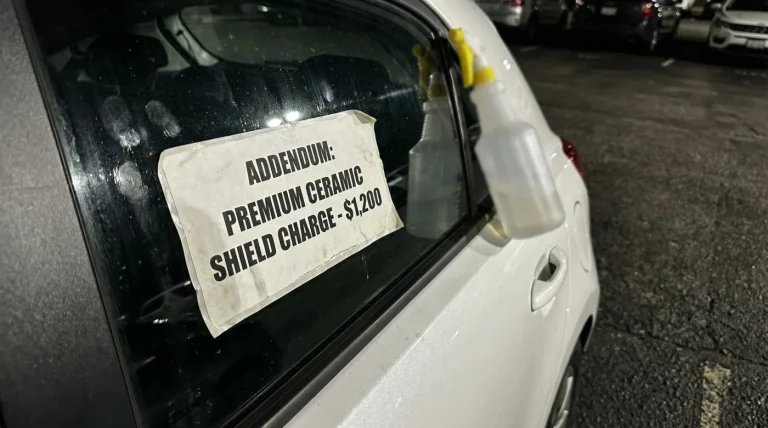 ADDENDUM:
PREMIUM CERAMIC
SHIELD CHARGE - $1,200